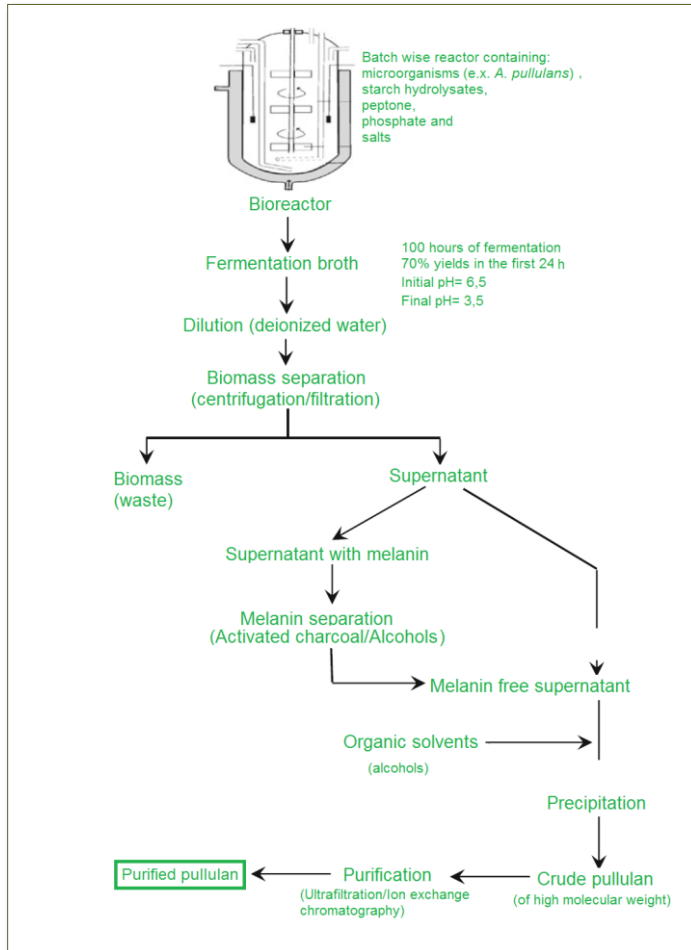 Batch wise reactor containing:
microorganisms (e.x. A. pullulans) ,
starch hydrolysates,
peptone,
phosphate and
salts
Bioreactor
Fermentation broth
100 hours of fermentation
70% yields in the first 24 h
Initial pH= 6,5
Final pH= 3,5
Dilution (deionized water)
Biomass separation
(centrifugation/filtration)
Biomass
(waste)
Supernatant
Supernatant with melanin
Melanin separation
(Activated charcoal/Alcohols)
Melanin free supernatant
Organic solvents
(alcohols)
Precipitation
Purified pullulan
Purification
(Ultrafiltration/Ion exchange
chromatography)
Crude pullulan
(of high molecular weight)